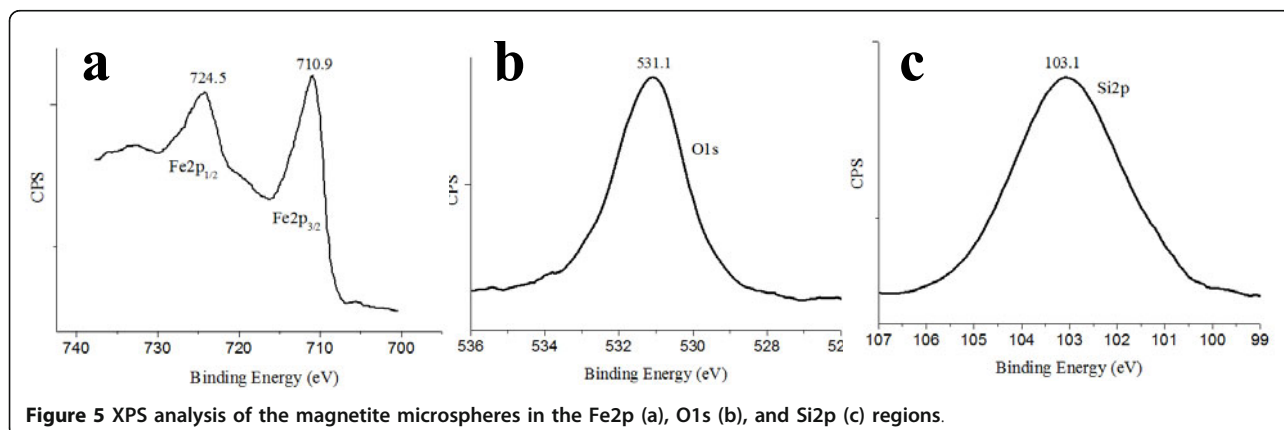 a
724.5
710.9
Fe2p1/2
Fe2p3/2
CPS
740 730 720 710 700
Binding Energy (eV)
b
531.1
O1s
CPS
536 534 532 530 528 52
Binding Energy (eV)
c
103.1
Si2p
CPS
107 106 105 104 103 102 101 100 99
Binding Energy (eV)
Figure 5 XPS analysis of the magnetite microspheres in the Fe2p (a), O1s (b), and Si2p (c) regions.